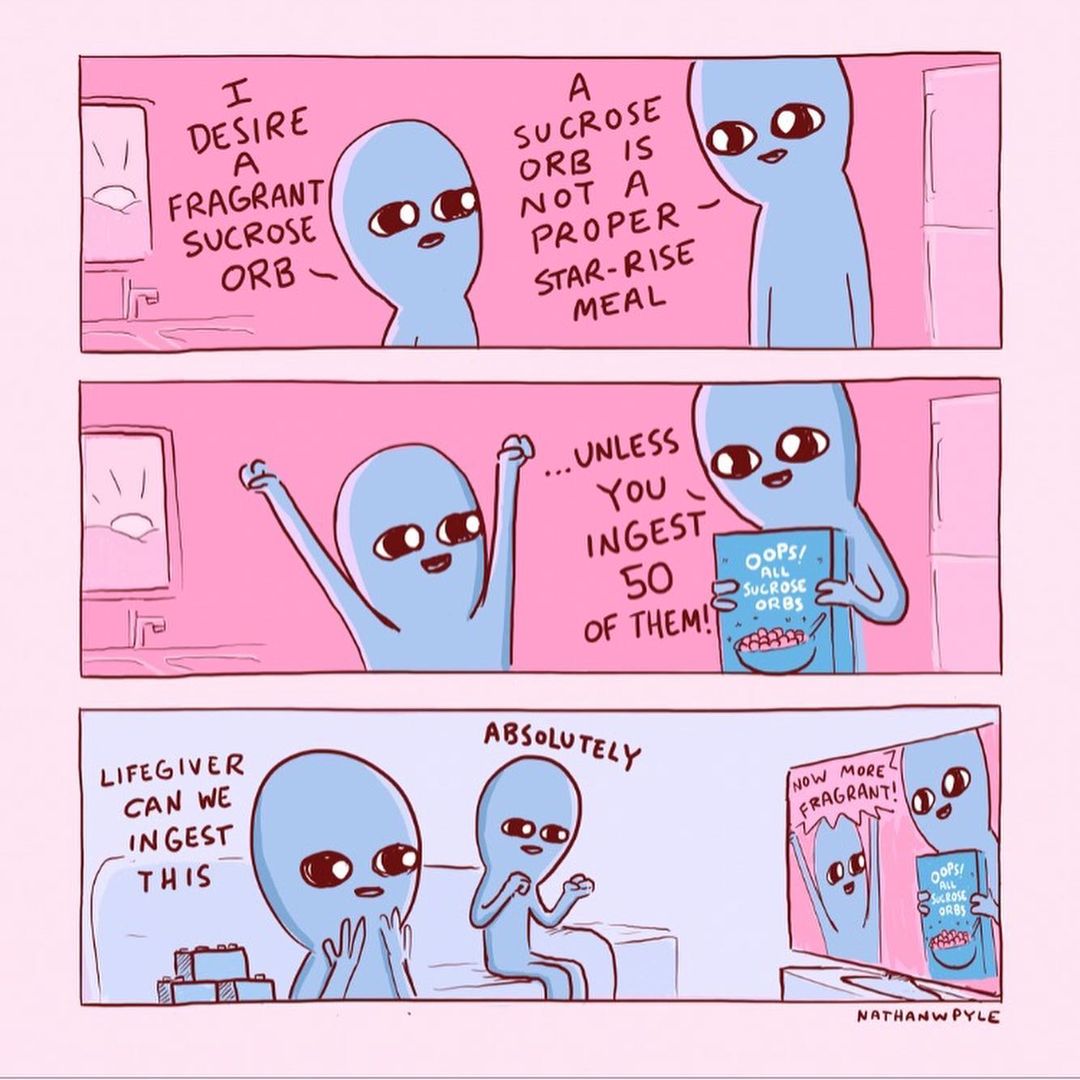 I
DESIRE
A
FRAGRANT
SUCROSE
ORB
A
SUCROSE
ORB IS
NOT A
PROPER
STAR-RISE
MEAL
...UNLESS
YOU
INGEST
50
OF THEM!
OOPS!
ALL
SUCROSE
ORBS
LIFEGIVER
CAN WE
INGEST
THIS
ABSOLUTELY
NOW MORE
FRAGRANT!
OOPS!
ALL
SUCROSE
ORBS
NATHANWPYLE